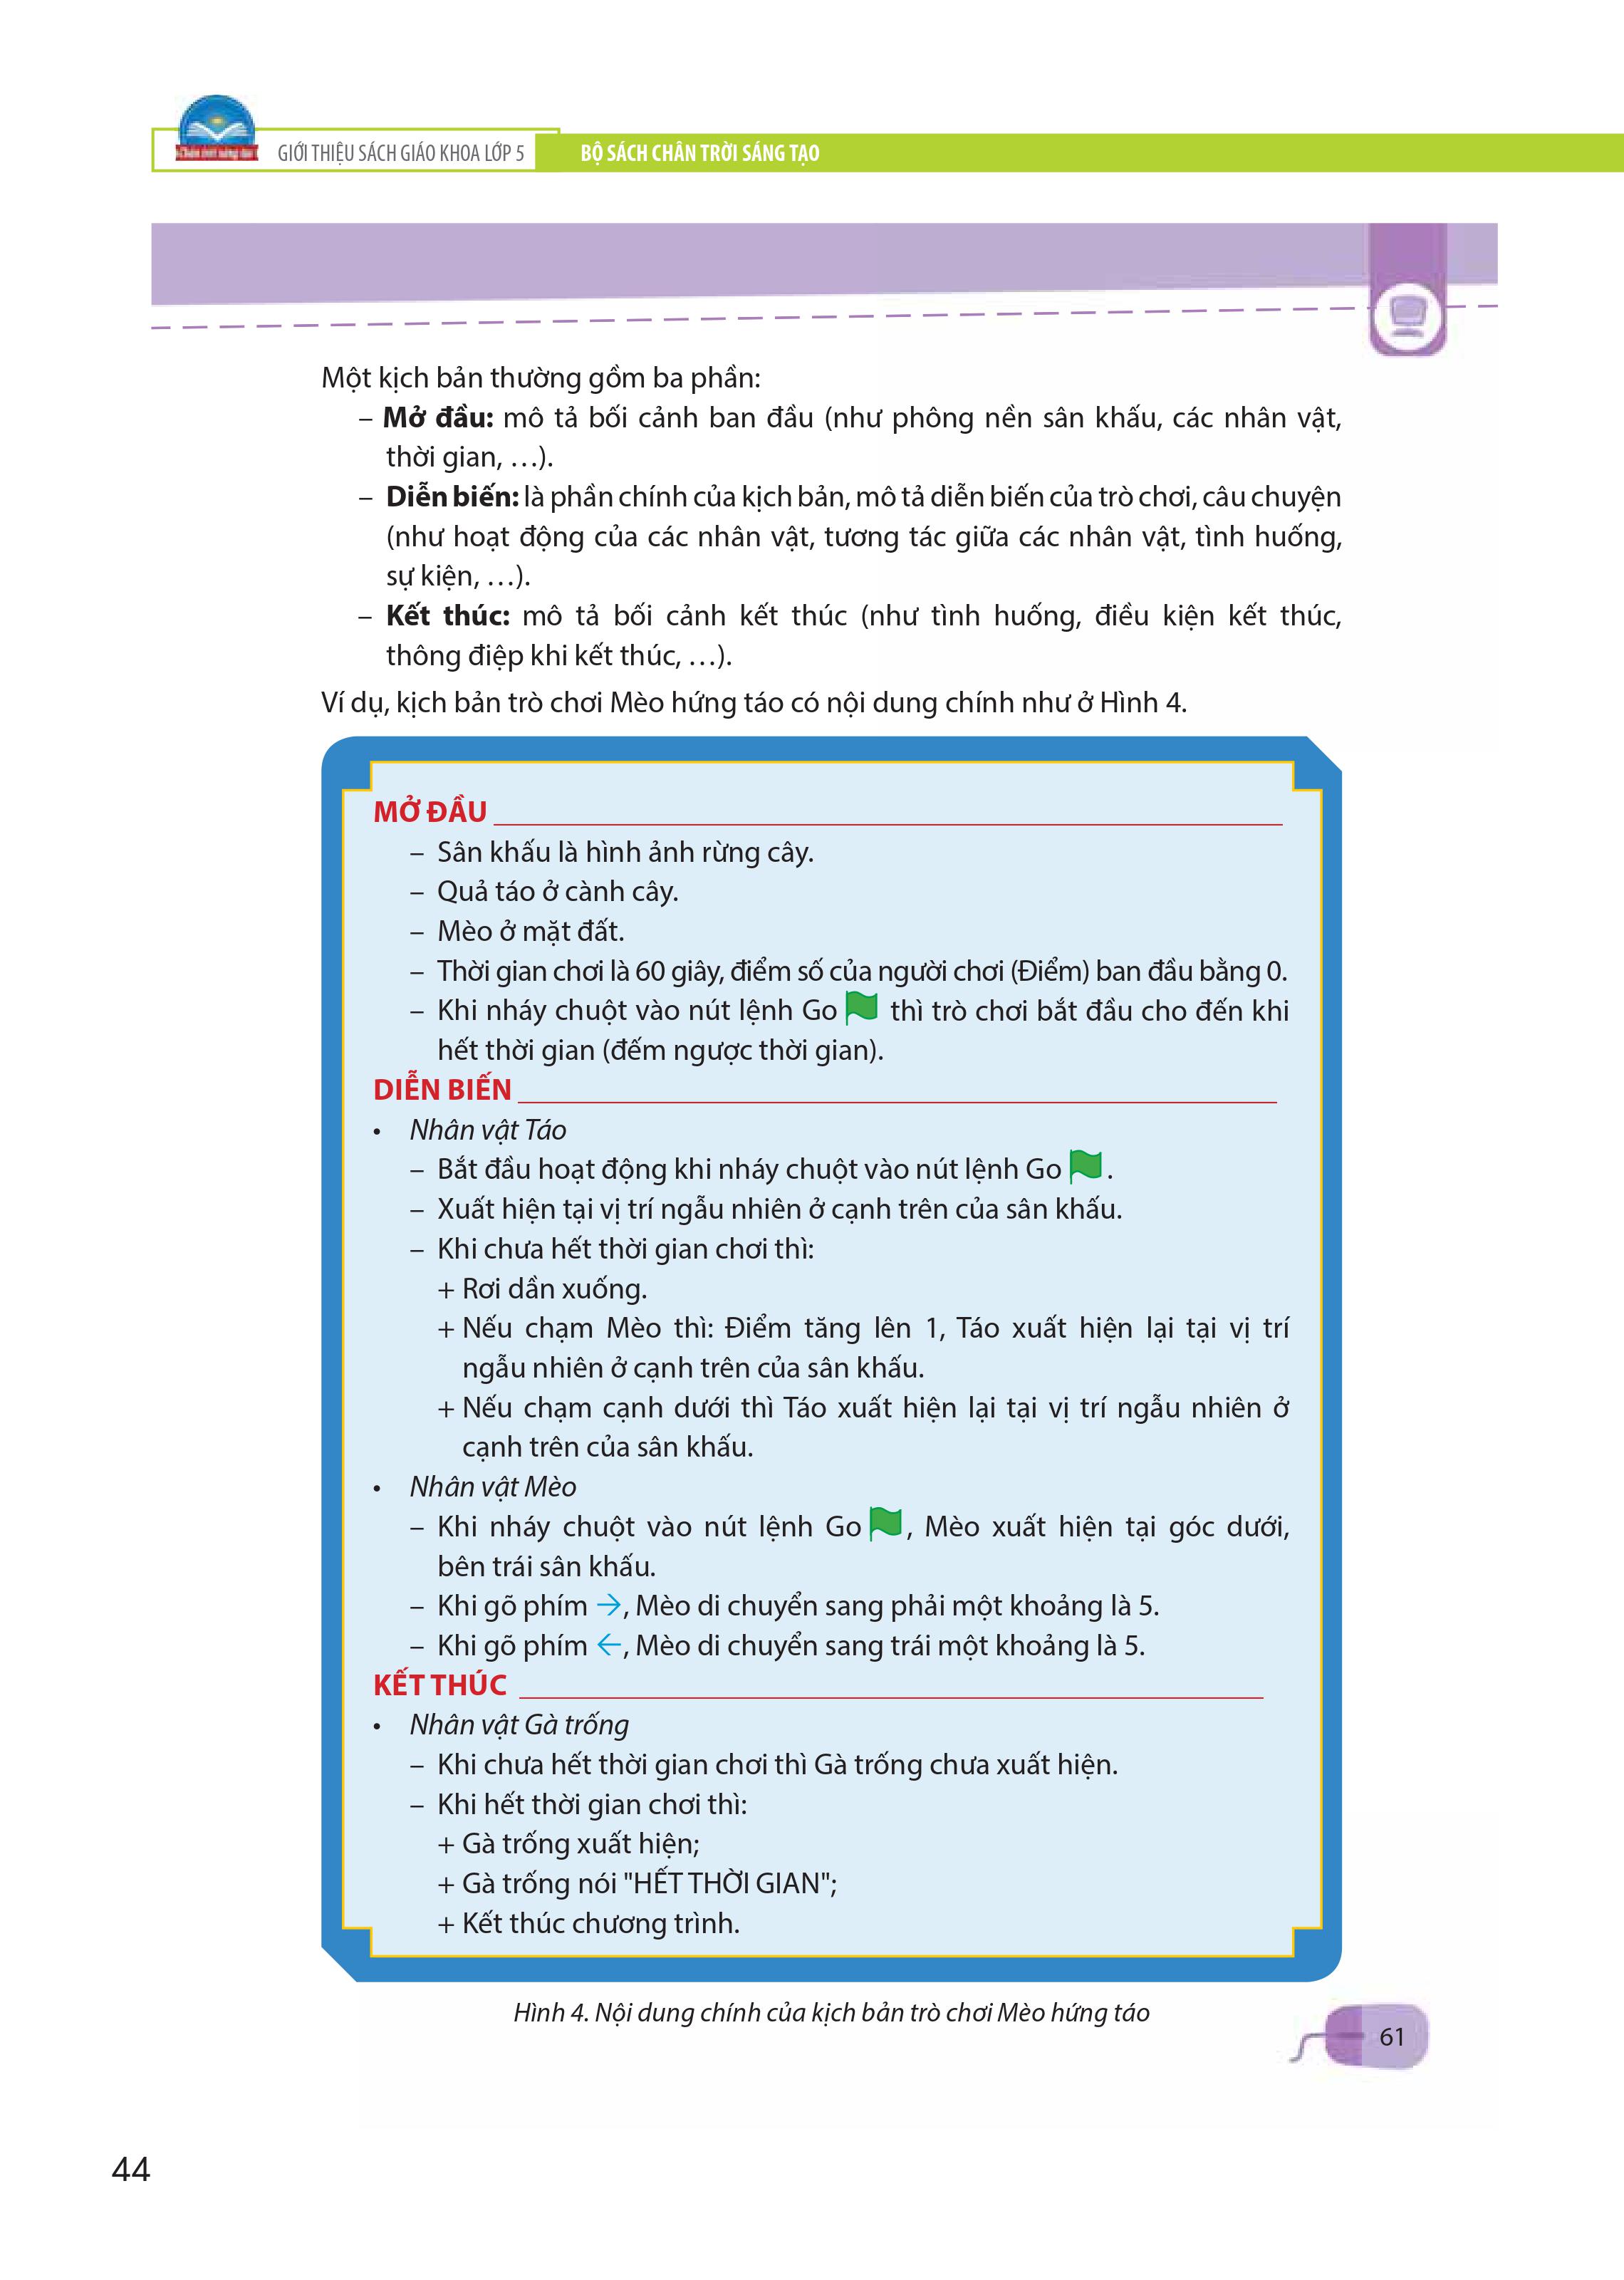 GIỚI THIỆU SÁCH GIÁO KHOA LỚP 5 BỘ SÁCH CHÂN TRỜI SÁNG TẠO
Một kịch bản thường gồm ba phần:
– Mở đầu: mô tả bối cảnh ban đầu (như phông nền sân khấu, các nhân vật,
thời gian, …).
– Diễn biến: là phần chính của kịch bản, mô tả diễn biến của trò chơi, câu chuyện
(như hoạt động của các nhân vật, tương tác giữa các nhân vật, tình huống,
sự kiện, …).
– Kết thúc: mô tả bối cảnh kết thúc (như tình huống, điều kiện kết thúc,
thông điệp khi kết thúc, …).
Ví dụ, kịch bản trò chơi Mèo hứng táo có nội dung chính như ở Hình 4.
MỞ ĐẦU
– Sân khấu là hình ảnh rừng cây.
– Quả táo ở cành cây.
– Mèo ở mặt đất.
– Thời gian chơi là 60 giây, điểm số của người chơi (Điểm) ban đầu bằng 0.
– Khi nháy chuột vào nút lệnh Go thì trò chơi bắt đầu cho đến khi
hết thời gian (đếm ngược thời gian).
DIỄN BIẾN
• Nhân vật Táo
– Bắt đầu hoạt động khi nháy chuột vào nút lệnh Go .
– Xuất hiện tại vị trí ngẫu nhiên ở cạnh trên của sân khấu.
– Khi chưa hết thời gian chơi thì:
+ Rơi dần xuống.
+ Nếu chạm Mèo thì: Điểm tăng lên 1, Táo xuất hiện lại tại vị trí
ngẫu nhiên ở cạnh trên của sân khấu.
+ Nếu chạm cạnh dưới thì Táo xuất hiện lại tại vị trí ngẫu nhiên ở
cạnh trên của sân khấu.
• Nhân vật Mèo
– Khi nháy chuột vào nút lệnh Go , Mèo xuất hiện tại góc dưới,
bên trái sân khấu.
– Khi gõ phím →, Mèo di chuyển sang phải một khoảng là 5.
– Khi gõ phím ←, Mèo di chuyển sang trái một khoảng là 5.
KẾT THÚC
• Nhân vật Gà trống
– Khi chưa hết thời gian chơi thì Gà trống chưa xuất hiện.
– Khi hết thời gian chơi thì:
+ Gà trống xuất hiện;
+ Gà trống nói "HẾT THỜI GIAN";
+ Kết thúc chương trình.
Hình 4. Nội dung chính của kịch bản trò chơi Mèo hứng táo
61
44